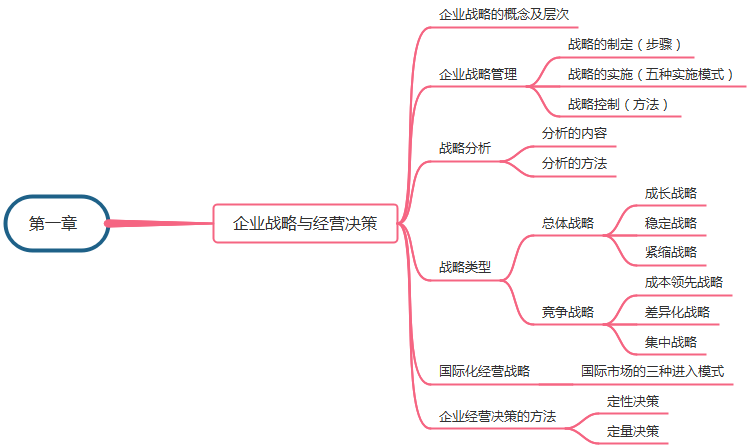 第一章
企业战略与经营决策
企业战略的概念及层次
企业战略管理
战略的制定（步骤）
战略的实施（五种实施模式）
战略控制（方法）
战略分析
分析的内容
分析的方法
战略类型
总体战略
成长战略
稳定战略
紧缩战略
竞争战略
成本领先战略
差异化战略
集中战略
国际化经营战略
国际市场的三种进入模式
企业经营决策的方法
定性决策
定量决策